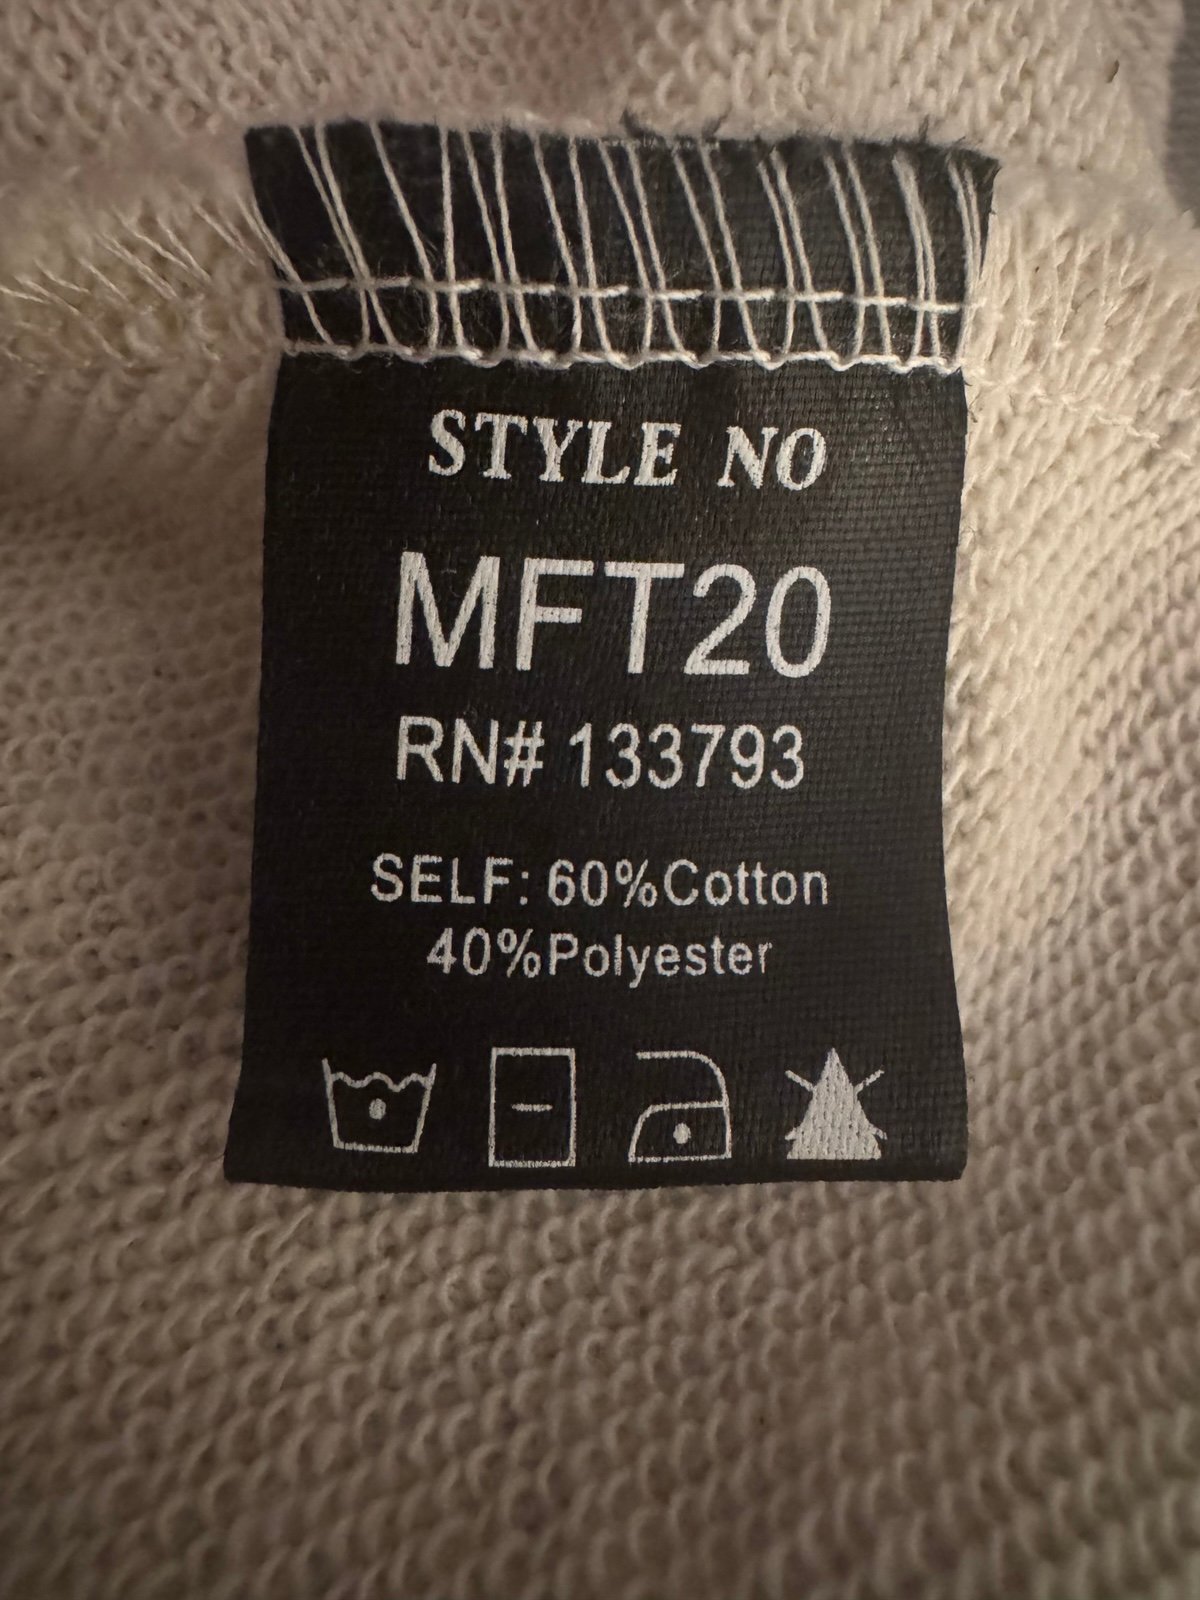 STYLE NO
MFT20
RN# 133793
SELF: 60%Cotton
40%Polyester